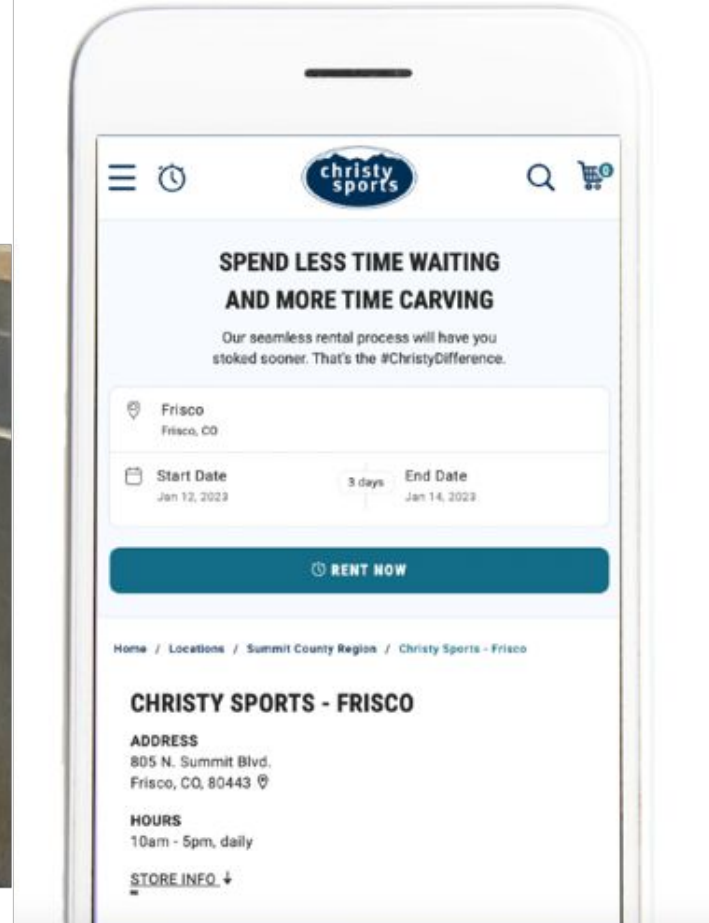 christy
sports
0
SPEND LESS TIME WAITING
AND MORE TIME CARVING
Our seamless rental process will have you
stoked sooner. That's the #ChristyDifference.
Frisco
Frisco, CO
Start Date
3 days
End Date
Jan 12, 2023
Jan 14, 2023
RENT NOW
Home / Locations / Summit County Region / Christy Sports - Frisco
CHRISTY SPORTS - FRISCO
ADDRESS
805 N. Summit Blvd.
Frisco, CO, 80443
HOURS
10am - 5pm, daily
STORE INFO ↓